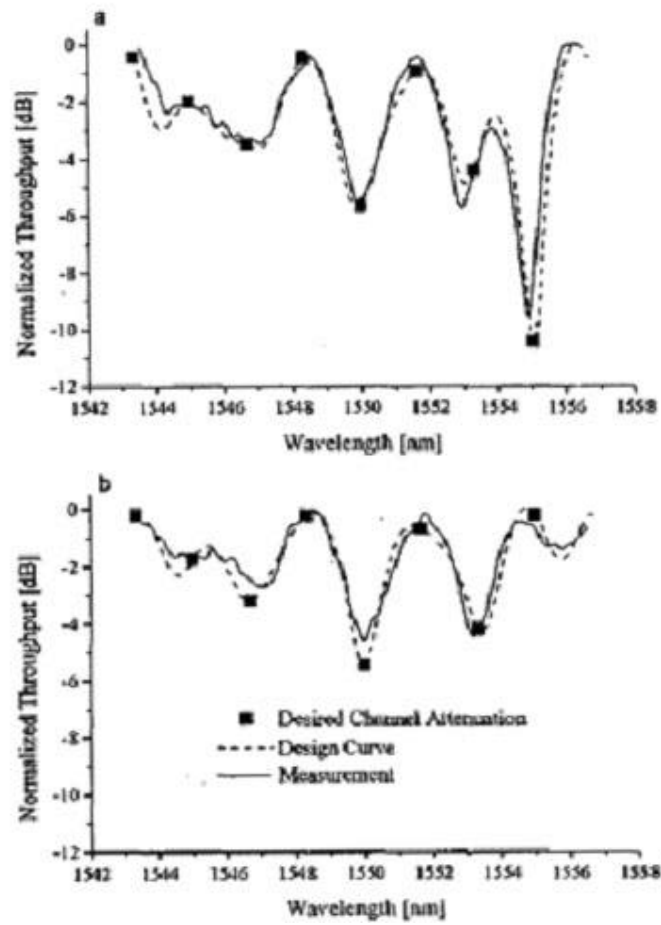 a
0
-2
-4
-6
-8
-10
-12
Normalized Throughput [dB]
1542 1544 1546 1548 1550 1552 1554 1556 1558
Wavelength [nm]
b
0
-2
-4
-6
-8
-10
-12
Normalized Throughput [dB]
Desired Channel Attenuation
Design Curve
Measurement
1542 1544 1546 1548 1550 1552 1554 1556 1558
Wavelength [nm]